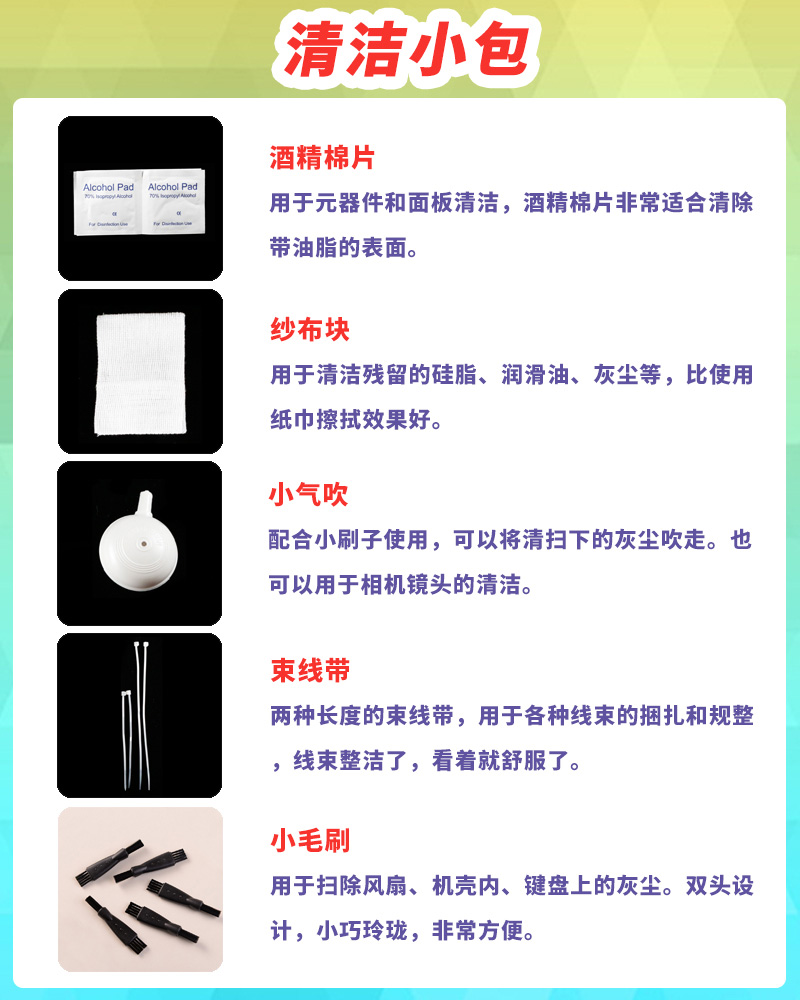 清洁小包
Alcohol Pad
70% Isopropyl Alcohol
For Disinfection Use
Alcohol Pad
70% Isopropyl Alcohol
For Disinfection Use
酒精棉片
用于元器件和面板清洁，酒精棉片非常适合清除
带油脂的表面。
纱布块
用于清洁残留的硅脂、润滑油、灰尘等，比使用
纸巾擦拭效果好。
小气吹
配合小刷子使用，可以将清扫下的灰尘吹走。也
可以用于相机镜头的清洁。
束线带
两种长度的束线带，用于各种线束的捆扎和规整
，线束整洁了，看着就舒服了。
小毛刷
用于扫除风扇、机壳内、键盘上的灰尘。双头设
计，小巧玲珑，非常方便。